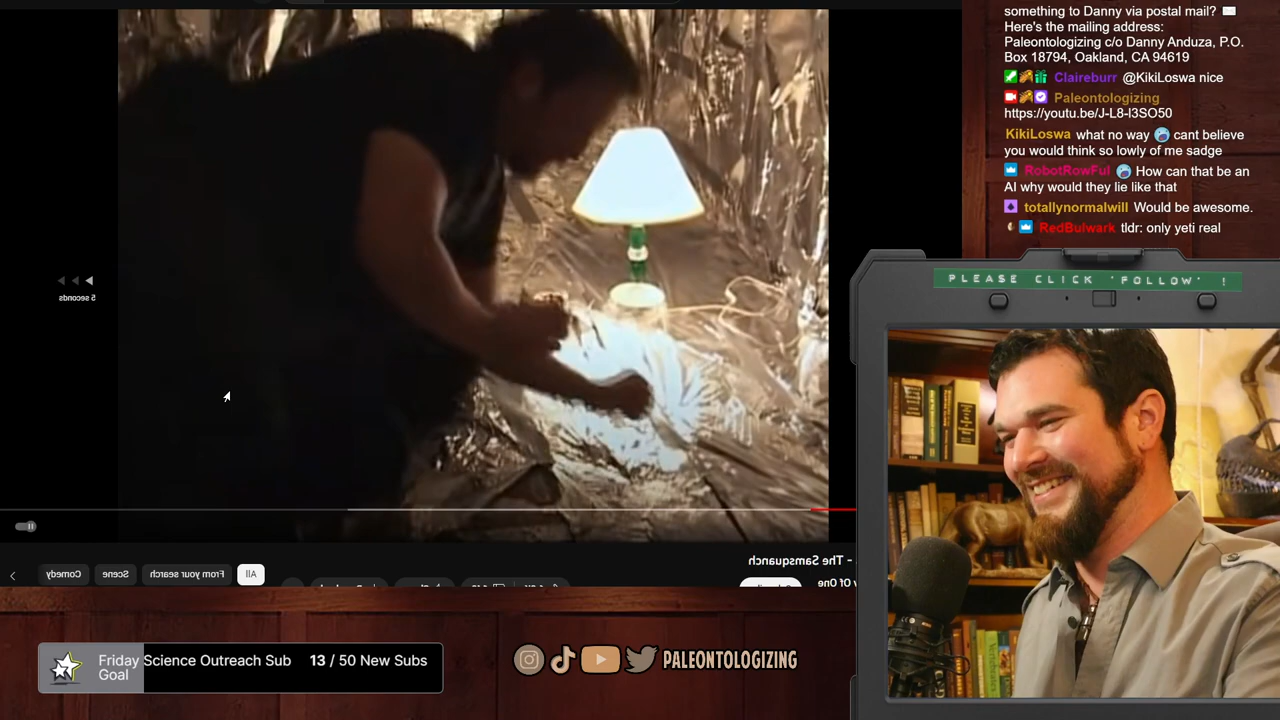 something to Danny via postal mail? ✉️
Here's the mailing address:
Paleontologizing c/o Danny Anduza, P.O.
Box 18794, Oakland, CA 94619
Claireburr @KikiLoswa nice
Paleontologizing
https://youtu.be/J-L8-I3SO50
KikiLoswa what no way cant believe
you would think so lowly of me sadge
RobotRowFul How can that be an
AI why would they lie like that
totallynormalwill Would be awesome.
RedBulwark tldr: only yeti real
PLEASE CLICK 'FOLLOW' !
5 seconds
- The Samsquanch
All
From your search
Scene
Comedy
Friday Science Outreach Sub
Goal
13 / 50 New Subs
PALEONTOLOGIZING